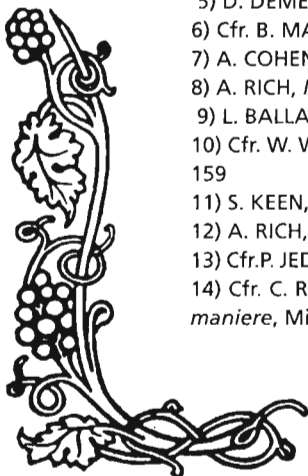 5) D. DEME
6) Cfr. B. MA
7) A. COHEN
8) A. RICH,
9) L. BALLA
10) Cfr. W. W
159
11) S. KEEN,
12) A. RICH,
13) Cfr.P. JED
14) Cfr. C. R
maniere, Mi